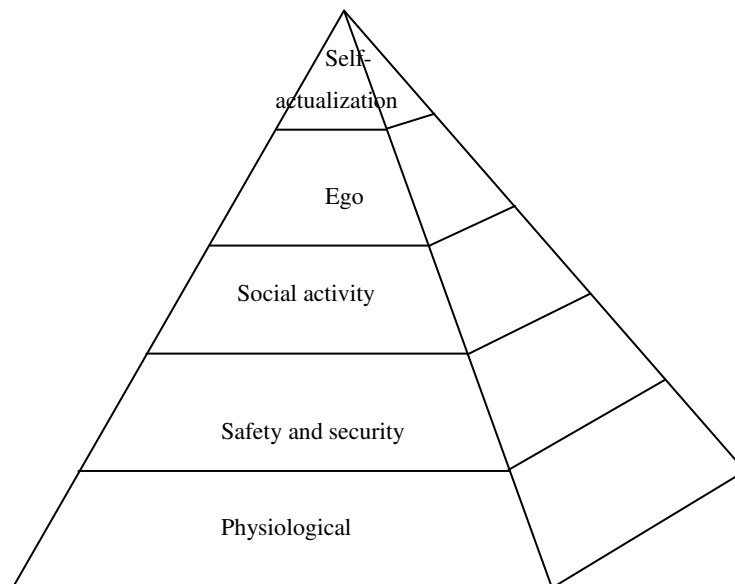 Self-
actualization
Ego
Social activity
Safety and security
Physiological